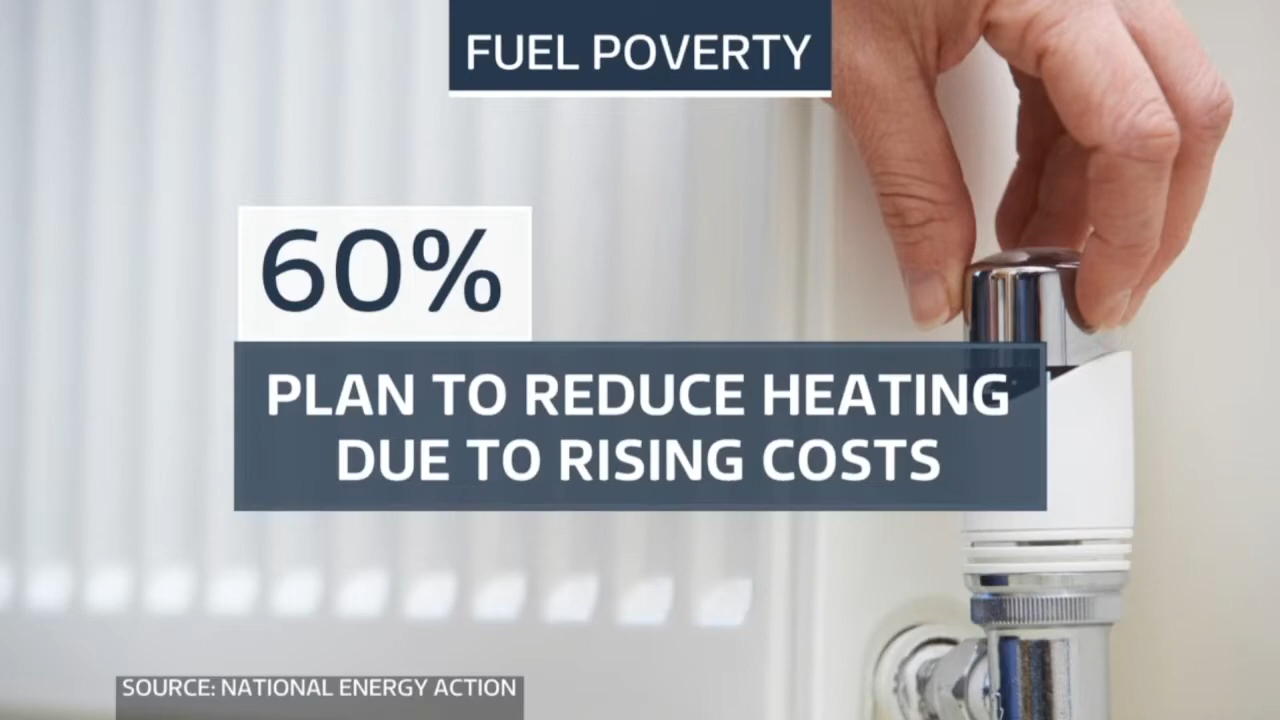 FUEL POVERTY
60%
PLAN TO REDUCE HEATING
DUE TO RISING COSTS
SOURCE: NATIONAL ENERGY ACTION